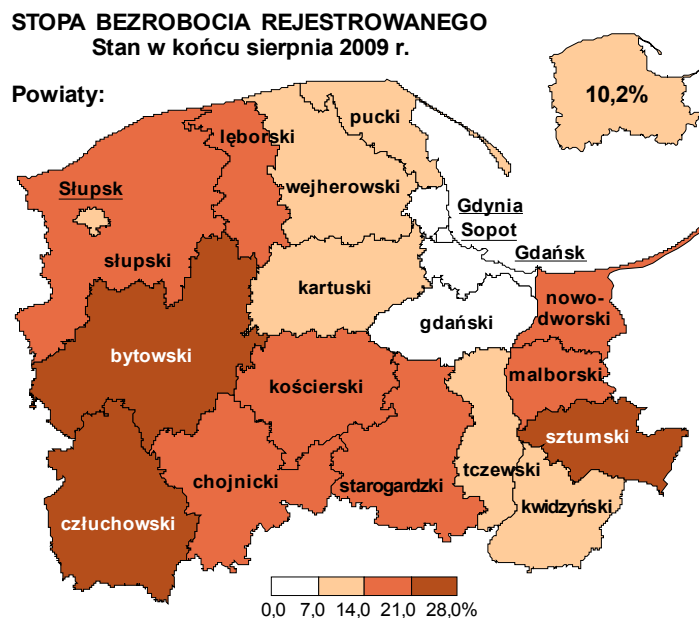 STOPA BEZROBOCIA REJESTROWANEGO
Stan w końcu sierpnia 2009 r.
Powiaty:
10,2%
pucki
lęborski
wejherowski
Słupsk
Gdynia
Sopot
Gdańsk
słupski
kartuski
nowo-
dworski
gdański
bytowski
malborski
kościerski
sztumski
tczewski
chojnicki
starogardzki
kwidzyński
człuchowski
0,0 7,0 14,0 21,0 28,0%